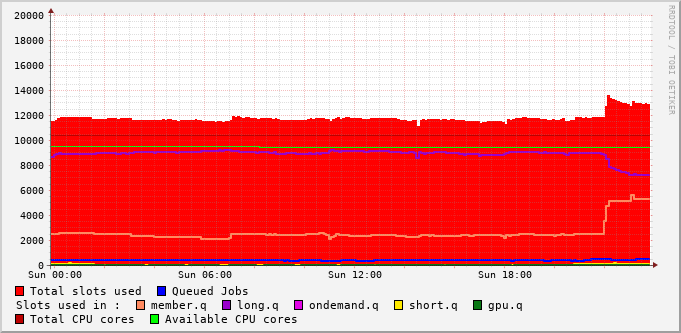 20000
18000
16000
14000
12000
10000
8000
6000
4000
2000
0
Sun 00:00 Sun 06:00 Sun 12:00 Sun 18:00
RRDTOOL / TOBI OETIKER
Total slots used Queued Jobs
Slots used in : member.q long.q ondemand.q short.q gpu.q
Total CPU cores Available CPU cores